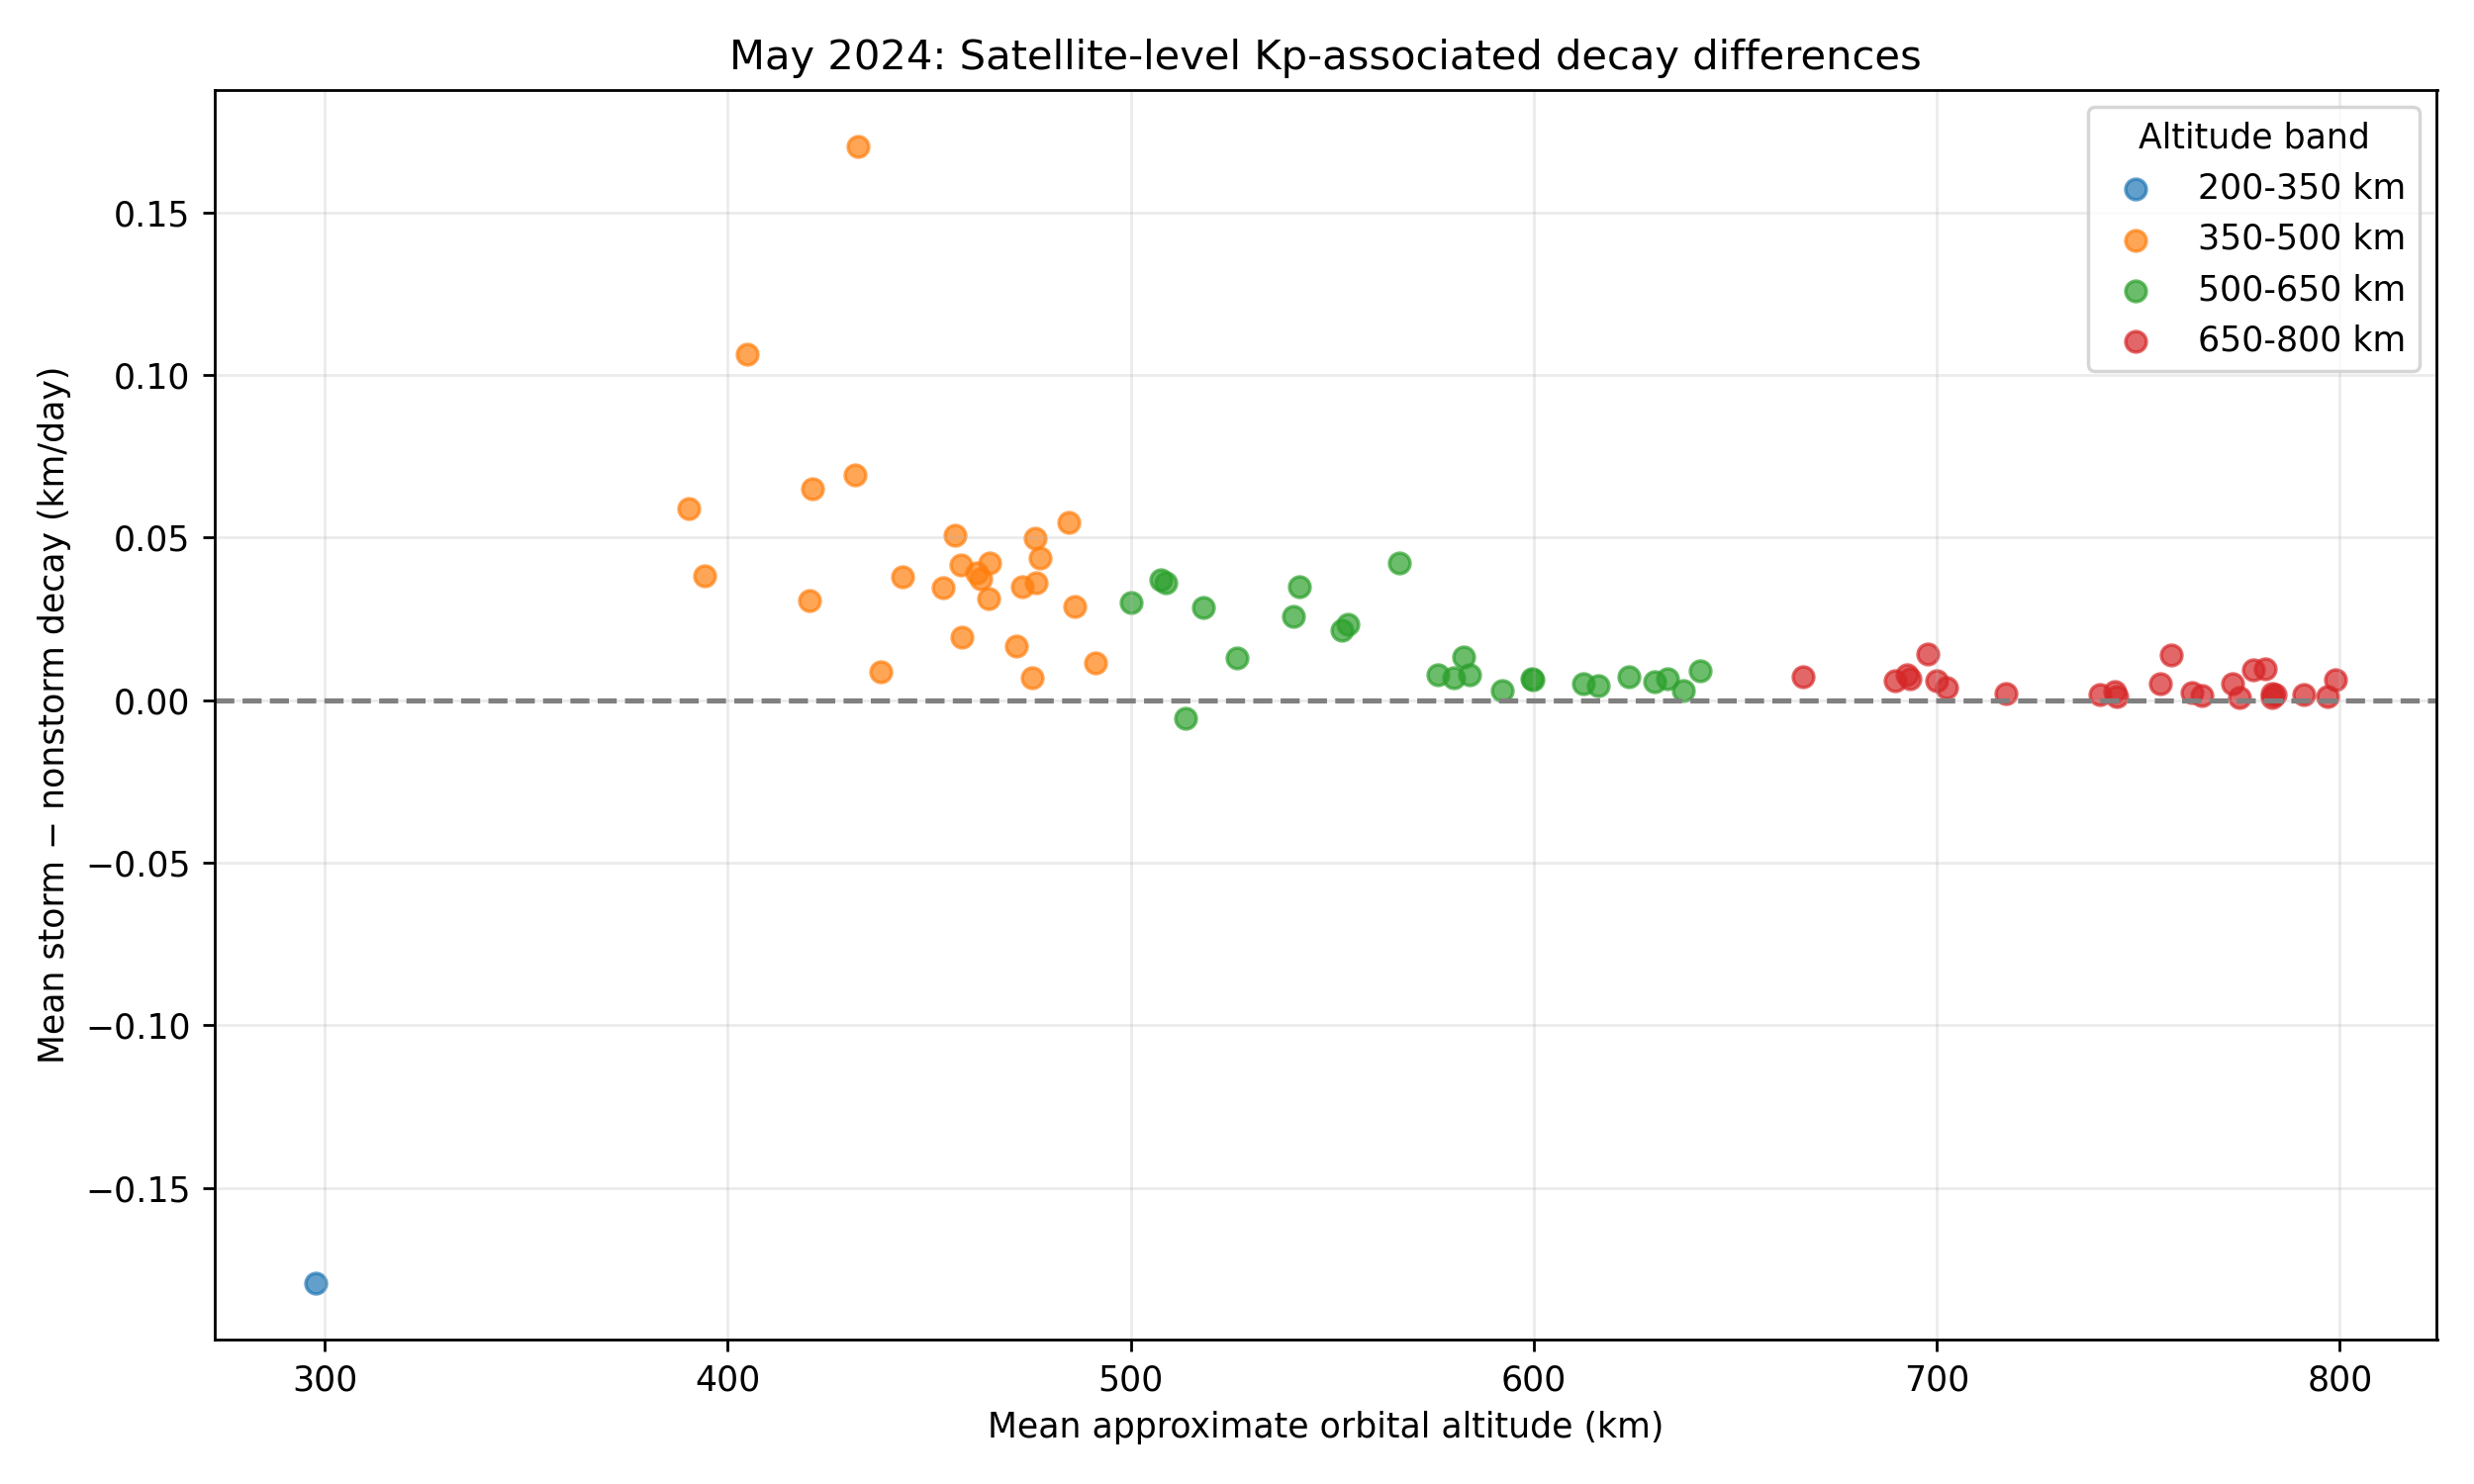 May 2024: Satellite-level Kp-associated decay differences
Altitude band
200-350 km
350-500 km
500-650 km
650-800 km
Mean storm − nonstorm decay (km/day)
0.15
0.10
0.05
0.00
−0.05
−0.10
−0.15
300 400 500 600 700 800
Mean approximate orbital altitude (km)